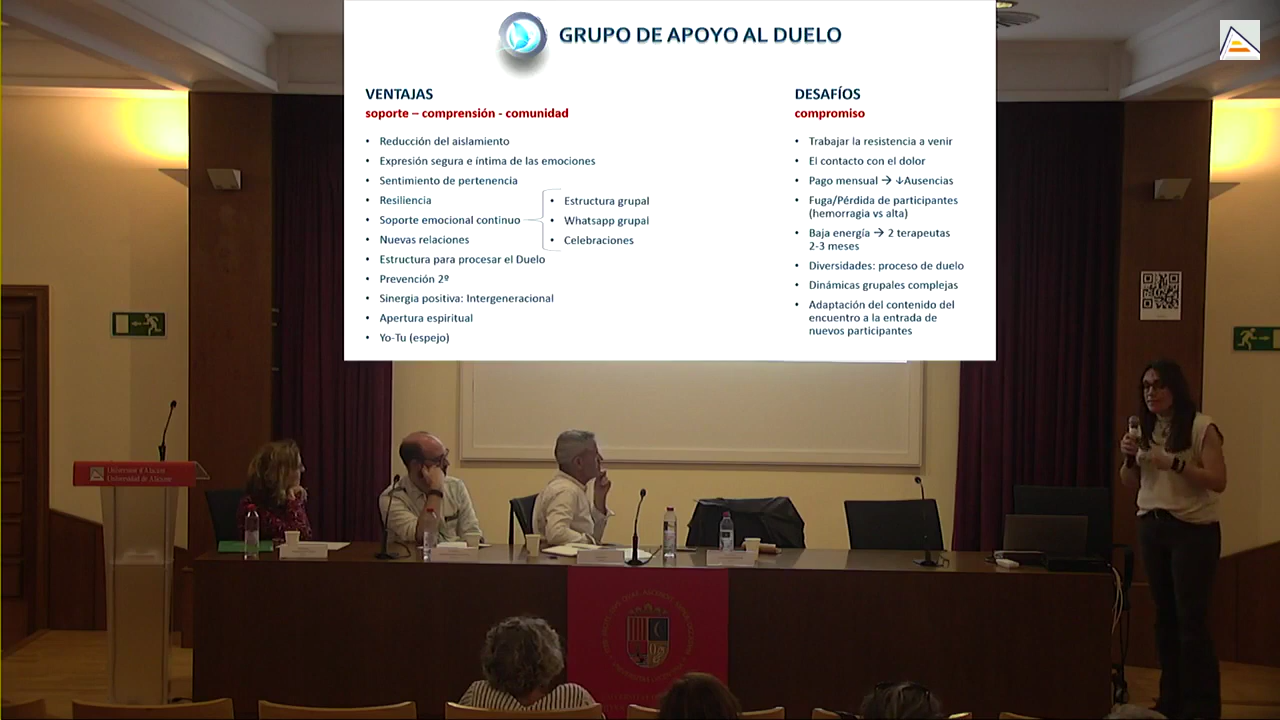 GRUPO DE APOYO AL DUELO
VENTAJAS
soporte – comprensión - comunidad
• Reducción del aislamiento
• Expresión segura e íntima de las emociones
• Sentimiento de pertenencia
• Resiliencia
• Soporte emocional continuo
• Nuevas relaciones
• Estructura para procesar el Duelo
• Prevención 2º
• Sinergia positiva: Intergeneracional
• Apertura espiritual
• Yo-Tu (espejo)
• Estructura grupal
• Whatsapp grupal
• Celebraciones
DESAFÍOS
compromiso
• Trabajar la resistencia a venir
• El contacto con el dolor
• Pago mensual → ↓Ausencias
• Fuga/Pérdida de participantes
(hemorragia vs alta)
• Baja energía → 2 terapeutas
2-3 meses
• Diversidades: proceso de duelo
• Dinámicas grupales complejas
• Adaptación del contenido del
encuentro a la entrada de
nuevos participantes
Universitat d'Alacant
Universidad de Alicante